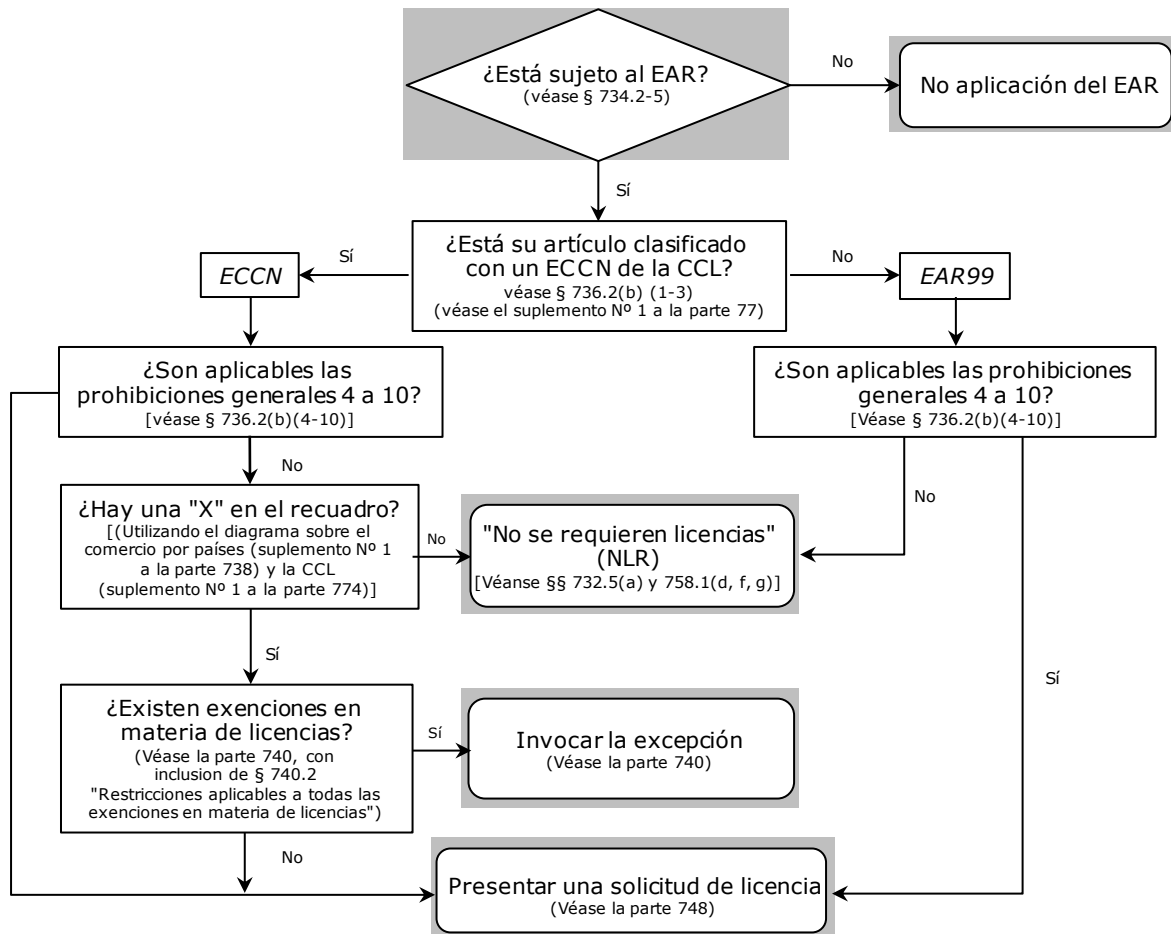 ¿Está sujeto al EAR?
(véase § 734.2-5)
No
No aplicación del EAR
Sí
¿Está su artículo clasificado
con un ECCN de la CCL?
véase § 736.2(b) (1-3)
(véase el suplemento Nº 1 a la parte 77)
Sí
ECCN
No
EAR99
¿Son aplicables las
prohibiciones generales 4 a 10?
[véase § 736.2(b)(4-10)]
¿Son aplicables las prohibiciones
generales 4 a 10?
[Véase § 736.2(b)(4-10)]
No
No
¿Hay una "X" en el recuadro?
[(Utilizando el diagrama sobre el
comercio por países (suplemento Nº 1
a la parte 738) y la CCL
(suplemento Nº 1 a la parte 774)]
No
"No se requieren licencias"
(NLR)
[Véanse §§ 732.5(a) y 758.1(d, f, g)]
Sí
Sí
¿Existen exenciones en
materia de licencias?
(Véase la parte 740, con
inclusion de § 740.2
"Restricciones aplicables a todas las
exenciones en materia de licencias")
Sí
Invocar la excepción
(Véase la parte 740)
No
Presentar una solicitud de licencia
(Véase la parte 748)